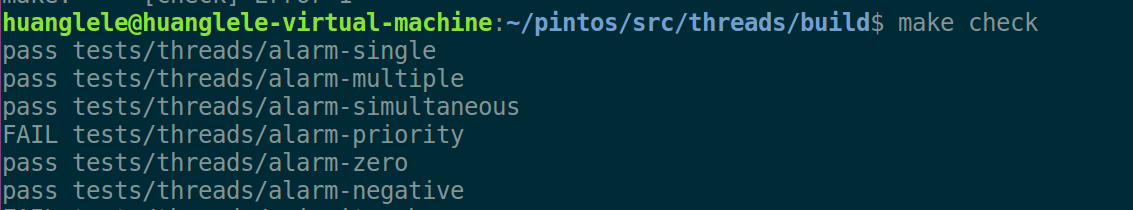 huanglele@huanglele-virtual-machine:~/pintos/src/threads/build$ make check
pass tests/threads/alarm-single
pass tests/threads/alarm-multiple
pass tests/threads/alarm-simultaneous
FAIL tests/threads/alarm-priority
pass tests/threads/alarm-zero
pass tests/threads/alarm-negative